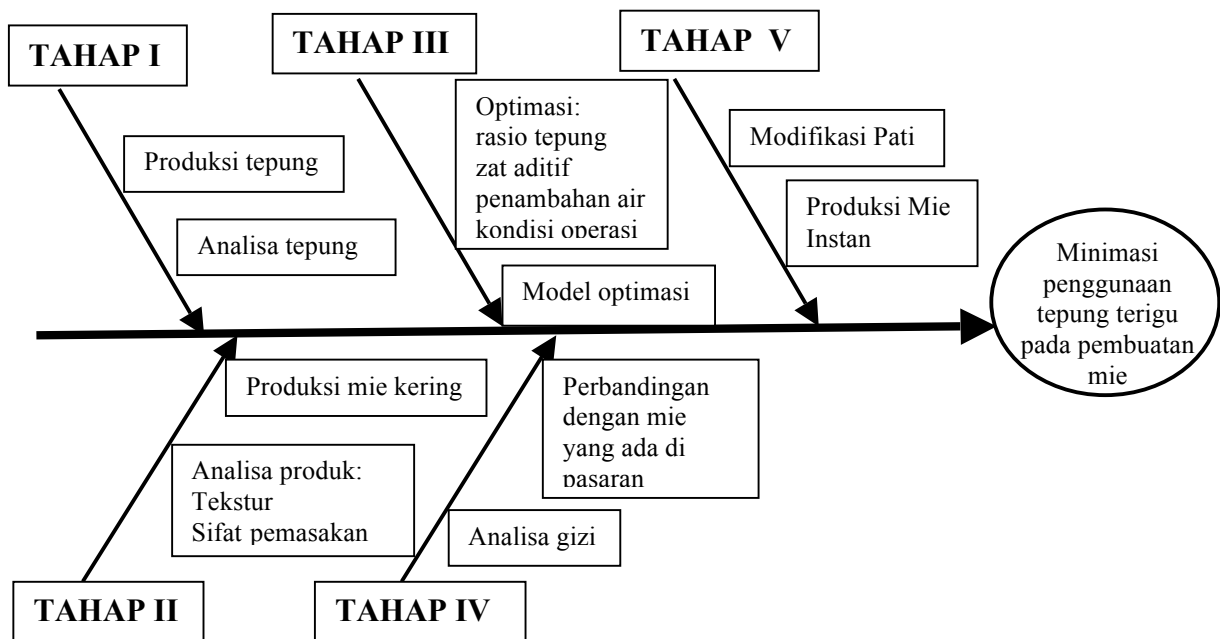 TAHAP I
TAHAP III
TAHAP V
Optimasi:
rasio tepung
zat aditif
penambahan air
kondisi operasi
Modifikasi Pati
Produksi tepung
Produksi Mie
Instan
Analisa tepung
Model optimasi
Minimasi
penggunaan
tepung terigu
pada pembuatan
mie
Produksi mie kering
Perbandingan
dengan mie
yang ada di
pasaran
Analisa produk:
Tekstur
Sifat pemasakan
Analisa gizi
TAHAP II
TAHAP IV